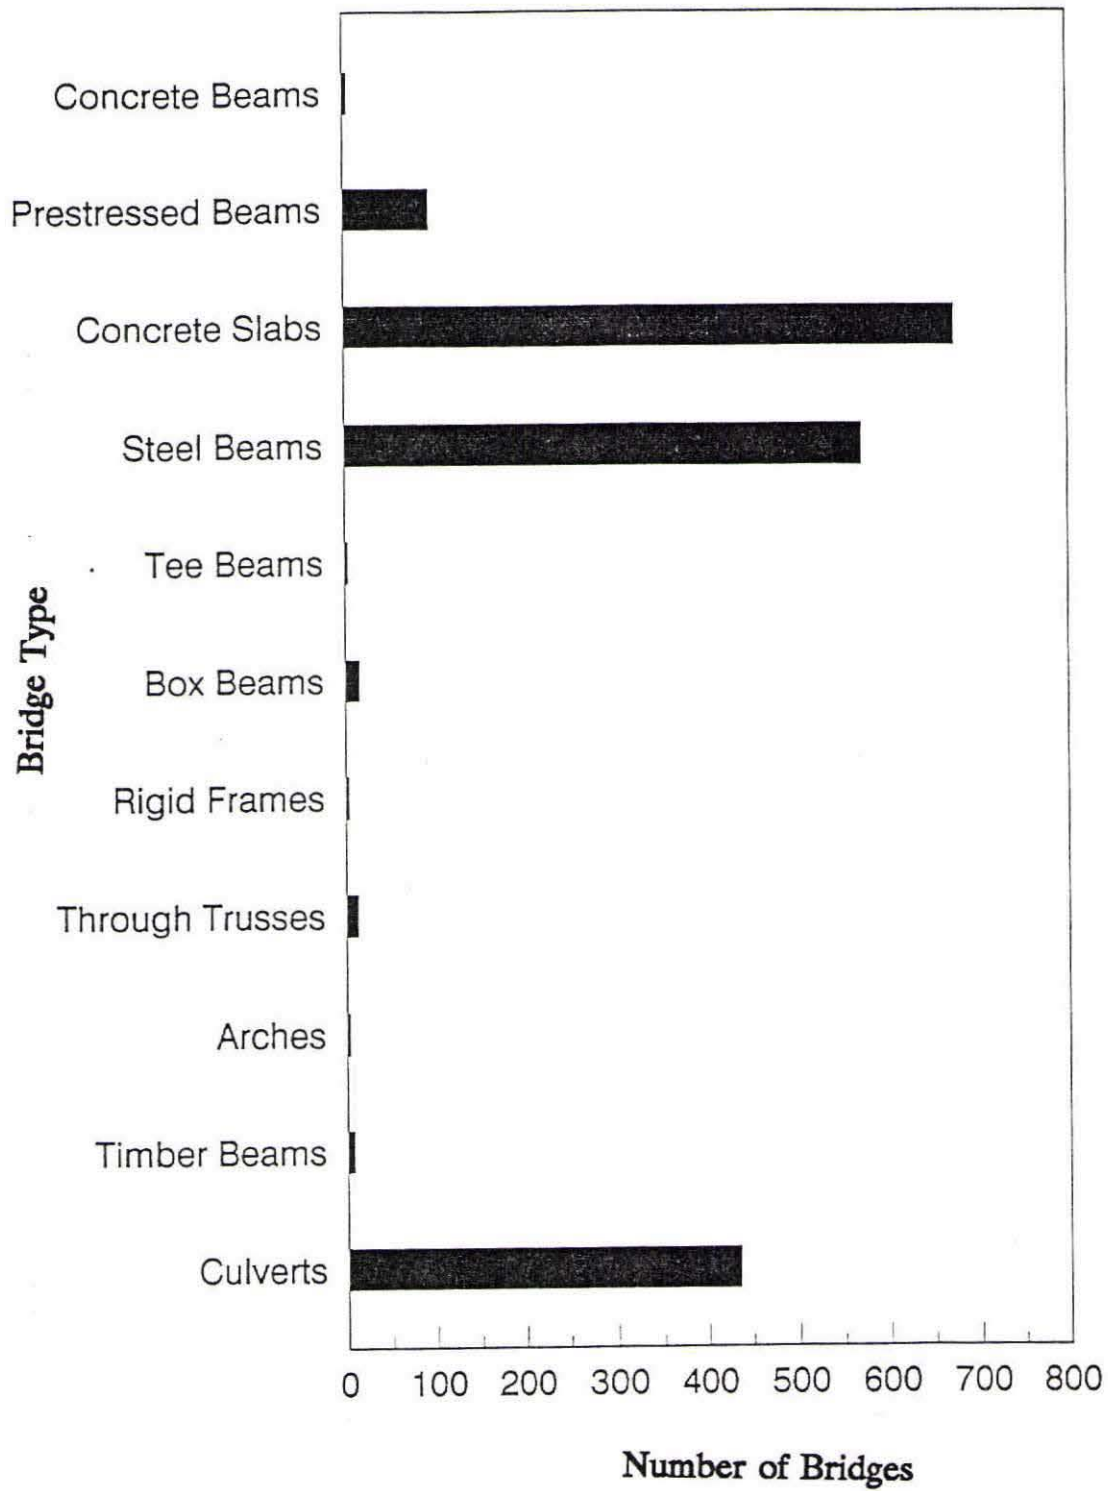 Concrete Beams
Prestressed Beams
Concrete Slabs
Steel Beams
Tee Beams
Box Beams
Rigid Frames
Through Trusses
Arches
Timber Beams
Culverts
Bridge Type
0 100 200 300 400 500 600 700 800
Number of Bridges